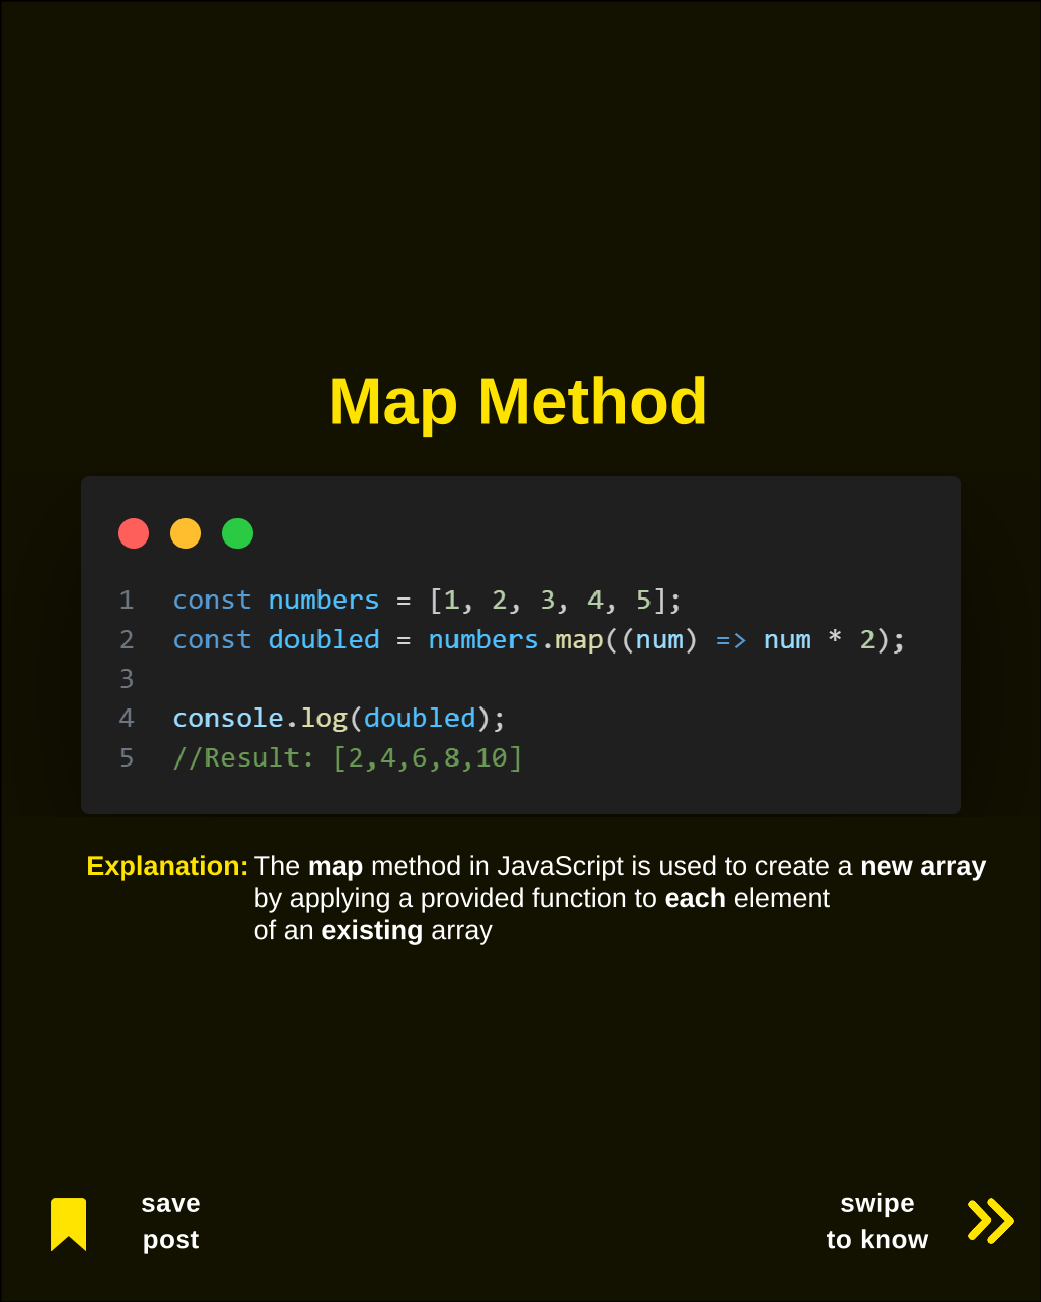 Map Method
1 const numbers = [1, 2, 3, 4, 5];
2 const doubled = numbers.map((num) => num * 2);
3
4 console.log(doubled);
5 //Result: [2,4,6,8,10]
Explanation: The map method in JavaScript is used to create a new array
by applying a provided function to each element
of an existing array
save
post
swipe
to know